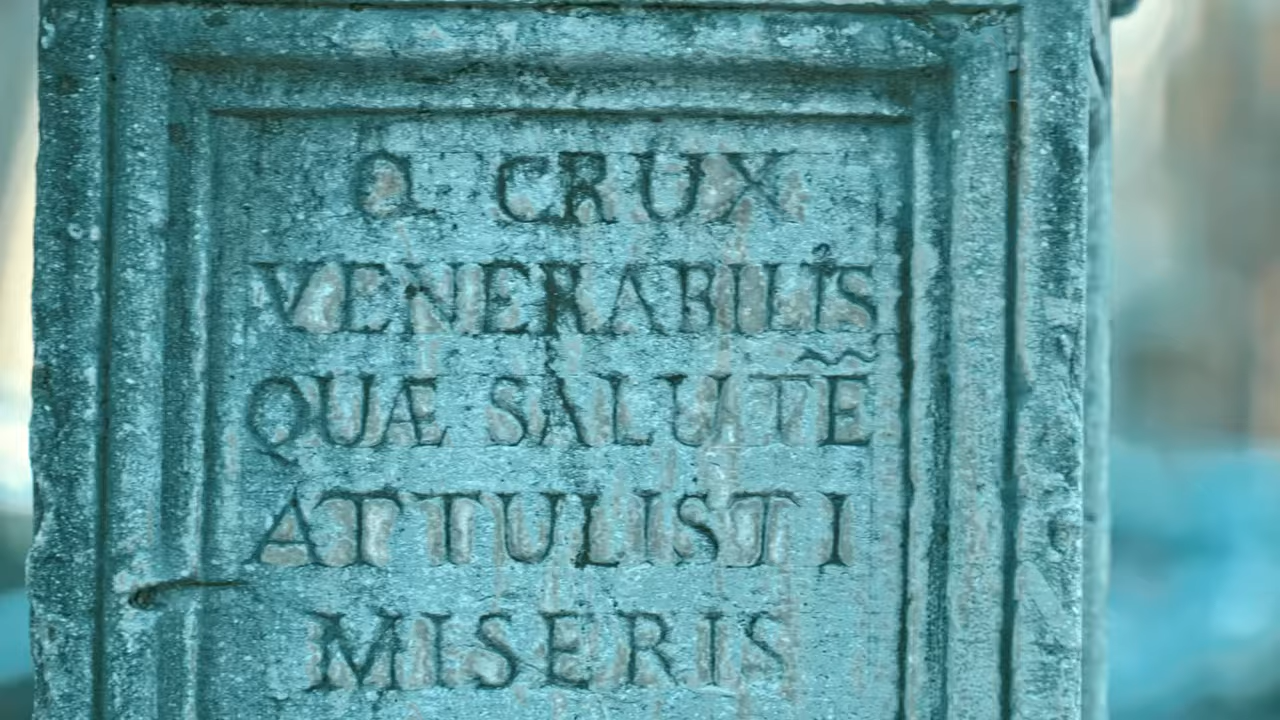 Q CRUX
VENERABILIS
QUÆ SALUTẼ
ATTULISTI
MISERIS